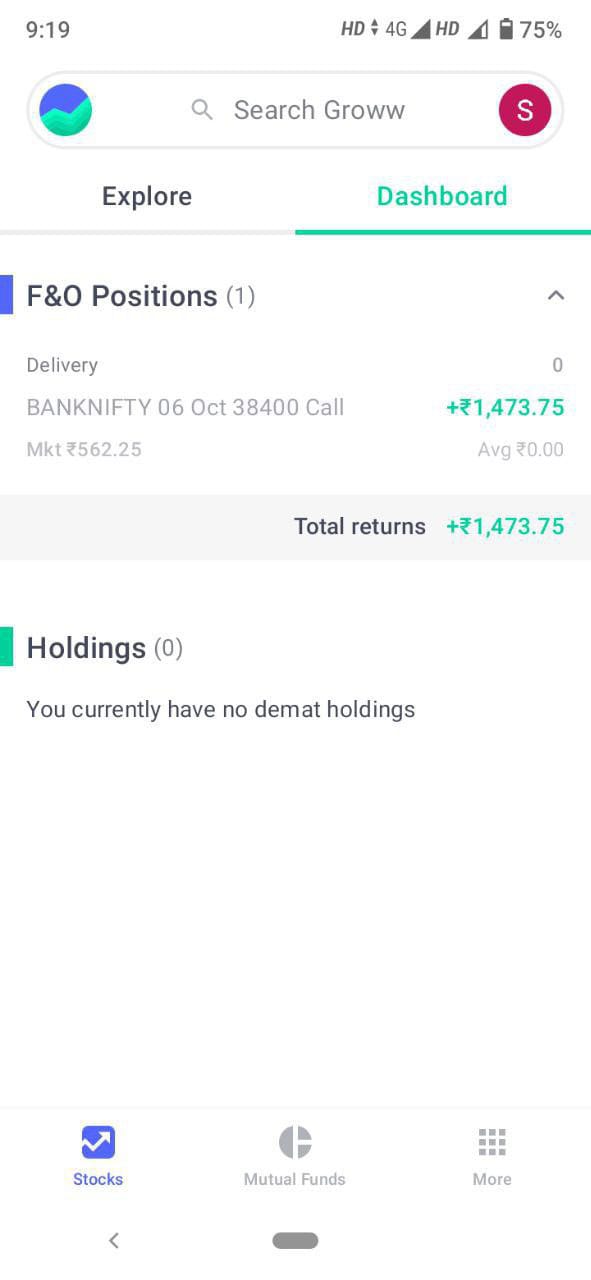 9:19 HD 4G HD 75%
Search Groww S
Explore Dashboard
F&O Positions (1)
Delivery 0
BANKNIFTY 06 Oct 38400 Call +₹1,473.75
Mkt ₹562.25 Avg ₹0.00
Total returns +₹1,473.75
Holdings (0)
You currently have no demat holdings
Stocks Mutual Funds More